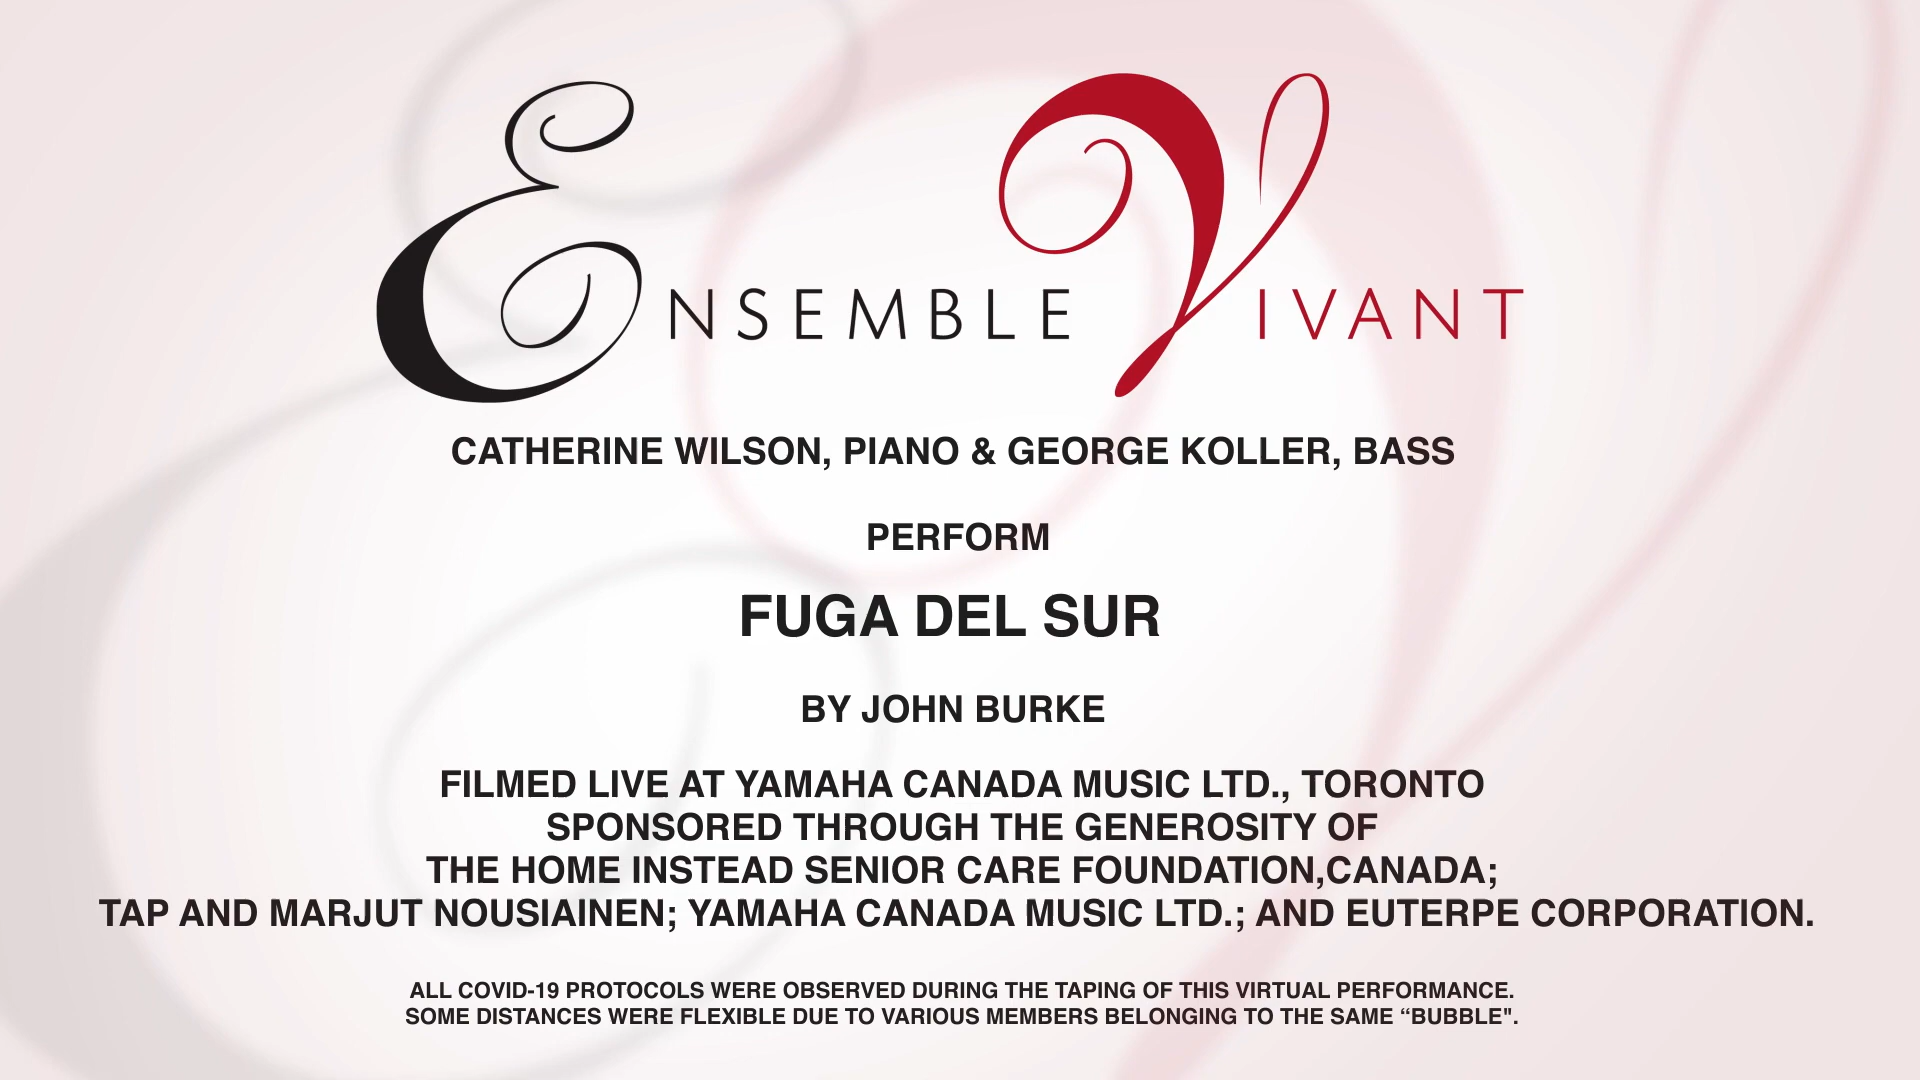 ENSEMBLE VIVANT
CATHERINE WILSON, PIANO & GEORGE KOLLER, BASS
PERFORM
FUGA DEL SUR
BY JOHN BURKE
FILMED LIVE AT YAMAHA CANADA MUSIC LTD., TORONTO
SPONSORED THROUGH THE GENEROSITY OF
THE HOME INSTEAD SENIOR CARE FOUNDATION,CANADA;
TAP AND MARJUT NOUSIAINEN; YAMAHA CANADA MUSIC LTD.; AND EUTERPE CORPORATION.
ALL COVID-19 PROTOCOLS WERE OBSERVED DURING THE TAPING OF THIS VIRTUAL PERFORMANCE.
SOME DISTANCES WERE FLEXIBLE DUE TO VARIOUS MEMBERS BELONGING TO THE SAME “BUBBLE".